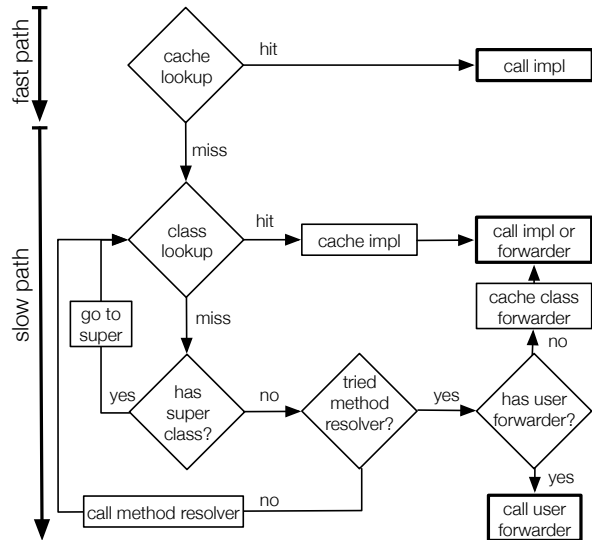 fast path
cache
lookup
hit
call impl
miss
slow path
class
lookup
hit
cache impl
call impl or
forwarder
go to
super
miss
cache class
forwarder
no
yes
has
super
class?
no
tried
method
resolver?
yes
has user
forwarder?
call method resolver
no
yes
call user
forwarder